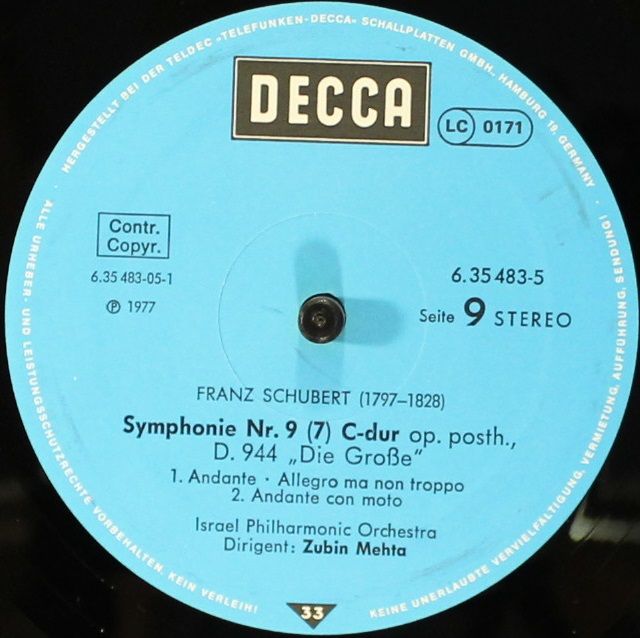 HERGESTELLT BEI DER TELDEC »TELEFUNKEN-DECCA« SCHALLPLATTEN GMBH, HAMBURG 19, GERMANY ·
DECCA
LC 0171
Contr.
Copyr.
6.35 483-05-1
℗ 1977
6.35 483-5
Seite 9 STEREO
FRANZ SCHUBERT (1797–1828)
Symphonie Nr. 9 (7) C-dur op. posth.,
D. 944 „Die Große“
1. Andante · Allegro ma non troppo
2. Andante con moto
Israel Philharmonic Orchestra
Dirigent: Zubin Mehta
33
ALLE URHEBER- UND LEISTUNGSSCHUTZRECHTE VORBEHALTEN. KEIN VERLEIH!
KEINE UNERLAUBTE VERVIELFÄLTIGUNG, VERMIETUNG, AUFFÜHRUNG, SENDUNG!